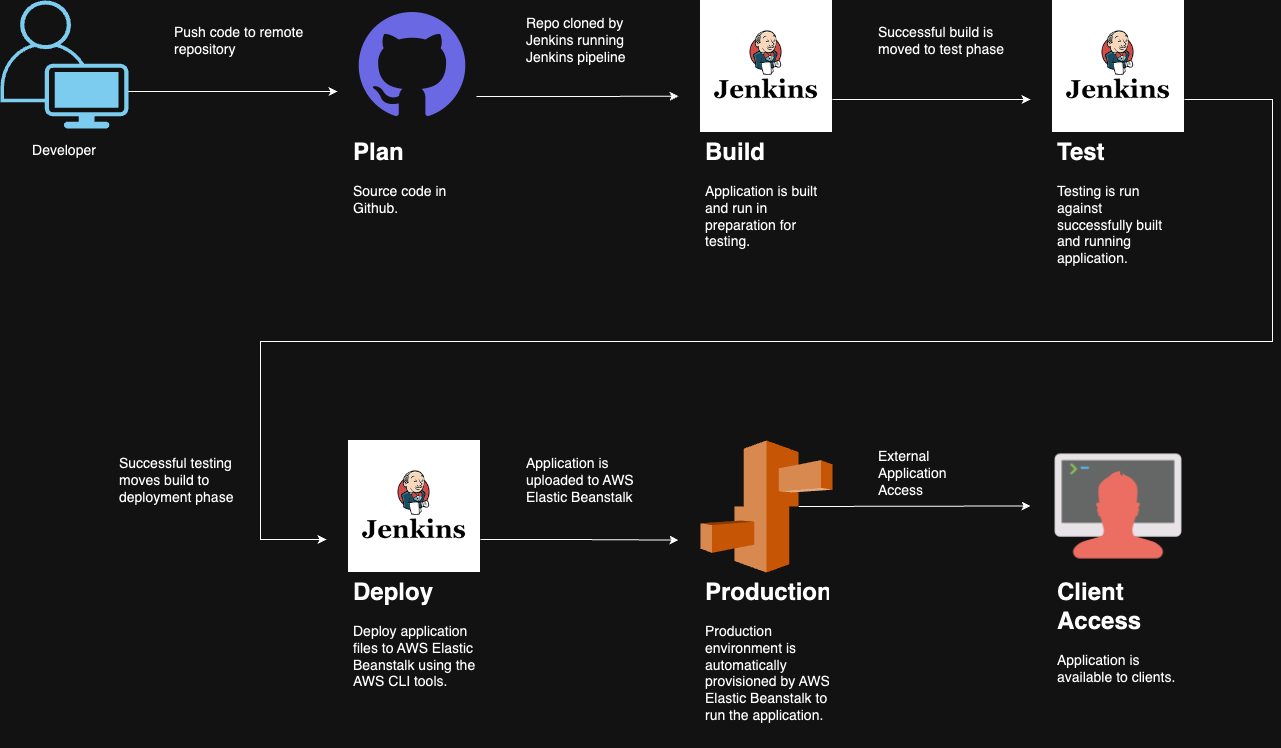 Push code to remote
repository
Repo cloned by
Jenkins running
Jenkins pipeline
Successful build is
moved to test phase
Jenkins
Jenkins
Developer
Plan
Source code in
Github.
Build
Application is built
and run in
preparation for
testing.
Test
Testing is run
against
successfully built
and running
application.
Successful testing
moves build to
deployment phase
Jenkins
Application is
uploaded to AWS
Elastic Beanstalk
External
Application
Access
Deploy
Deploy application
files to AWS Elastic
Beanstalk using the
AWS CLI tools.
Production
Production
environment is
automatically
provisioned by AWS
Elastic Beanstalk to
run the application.
Client
Access
Application is
available to clients.